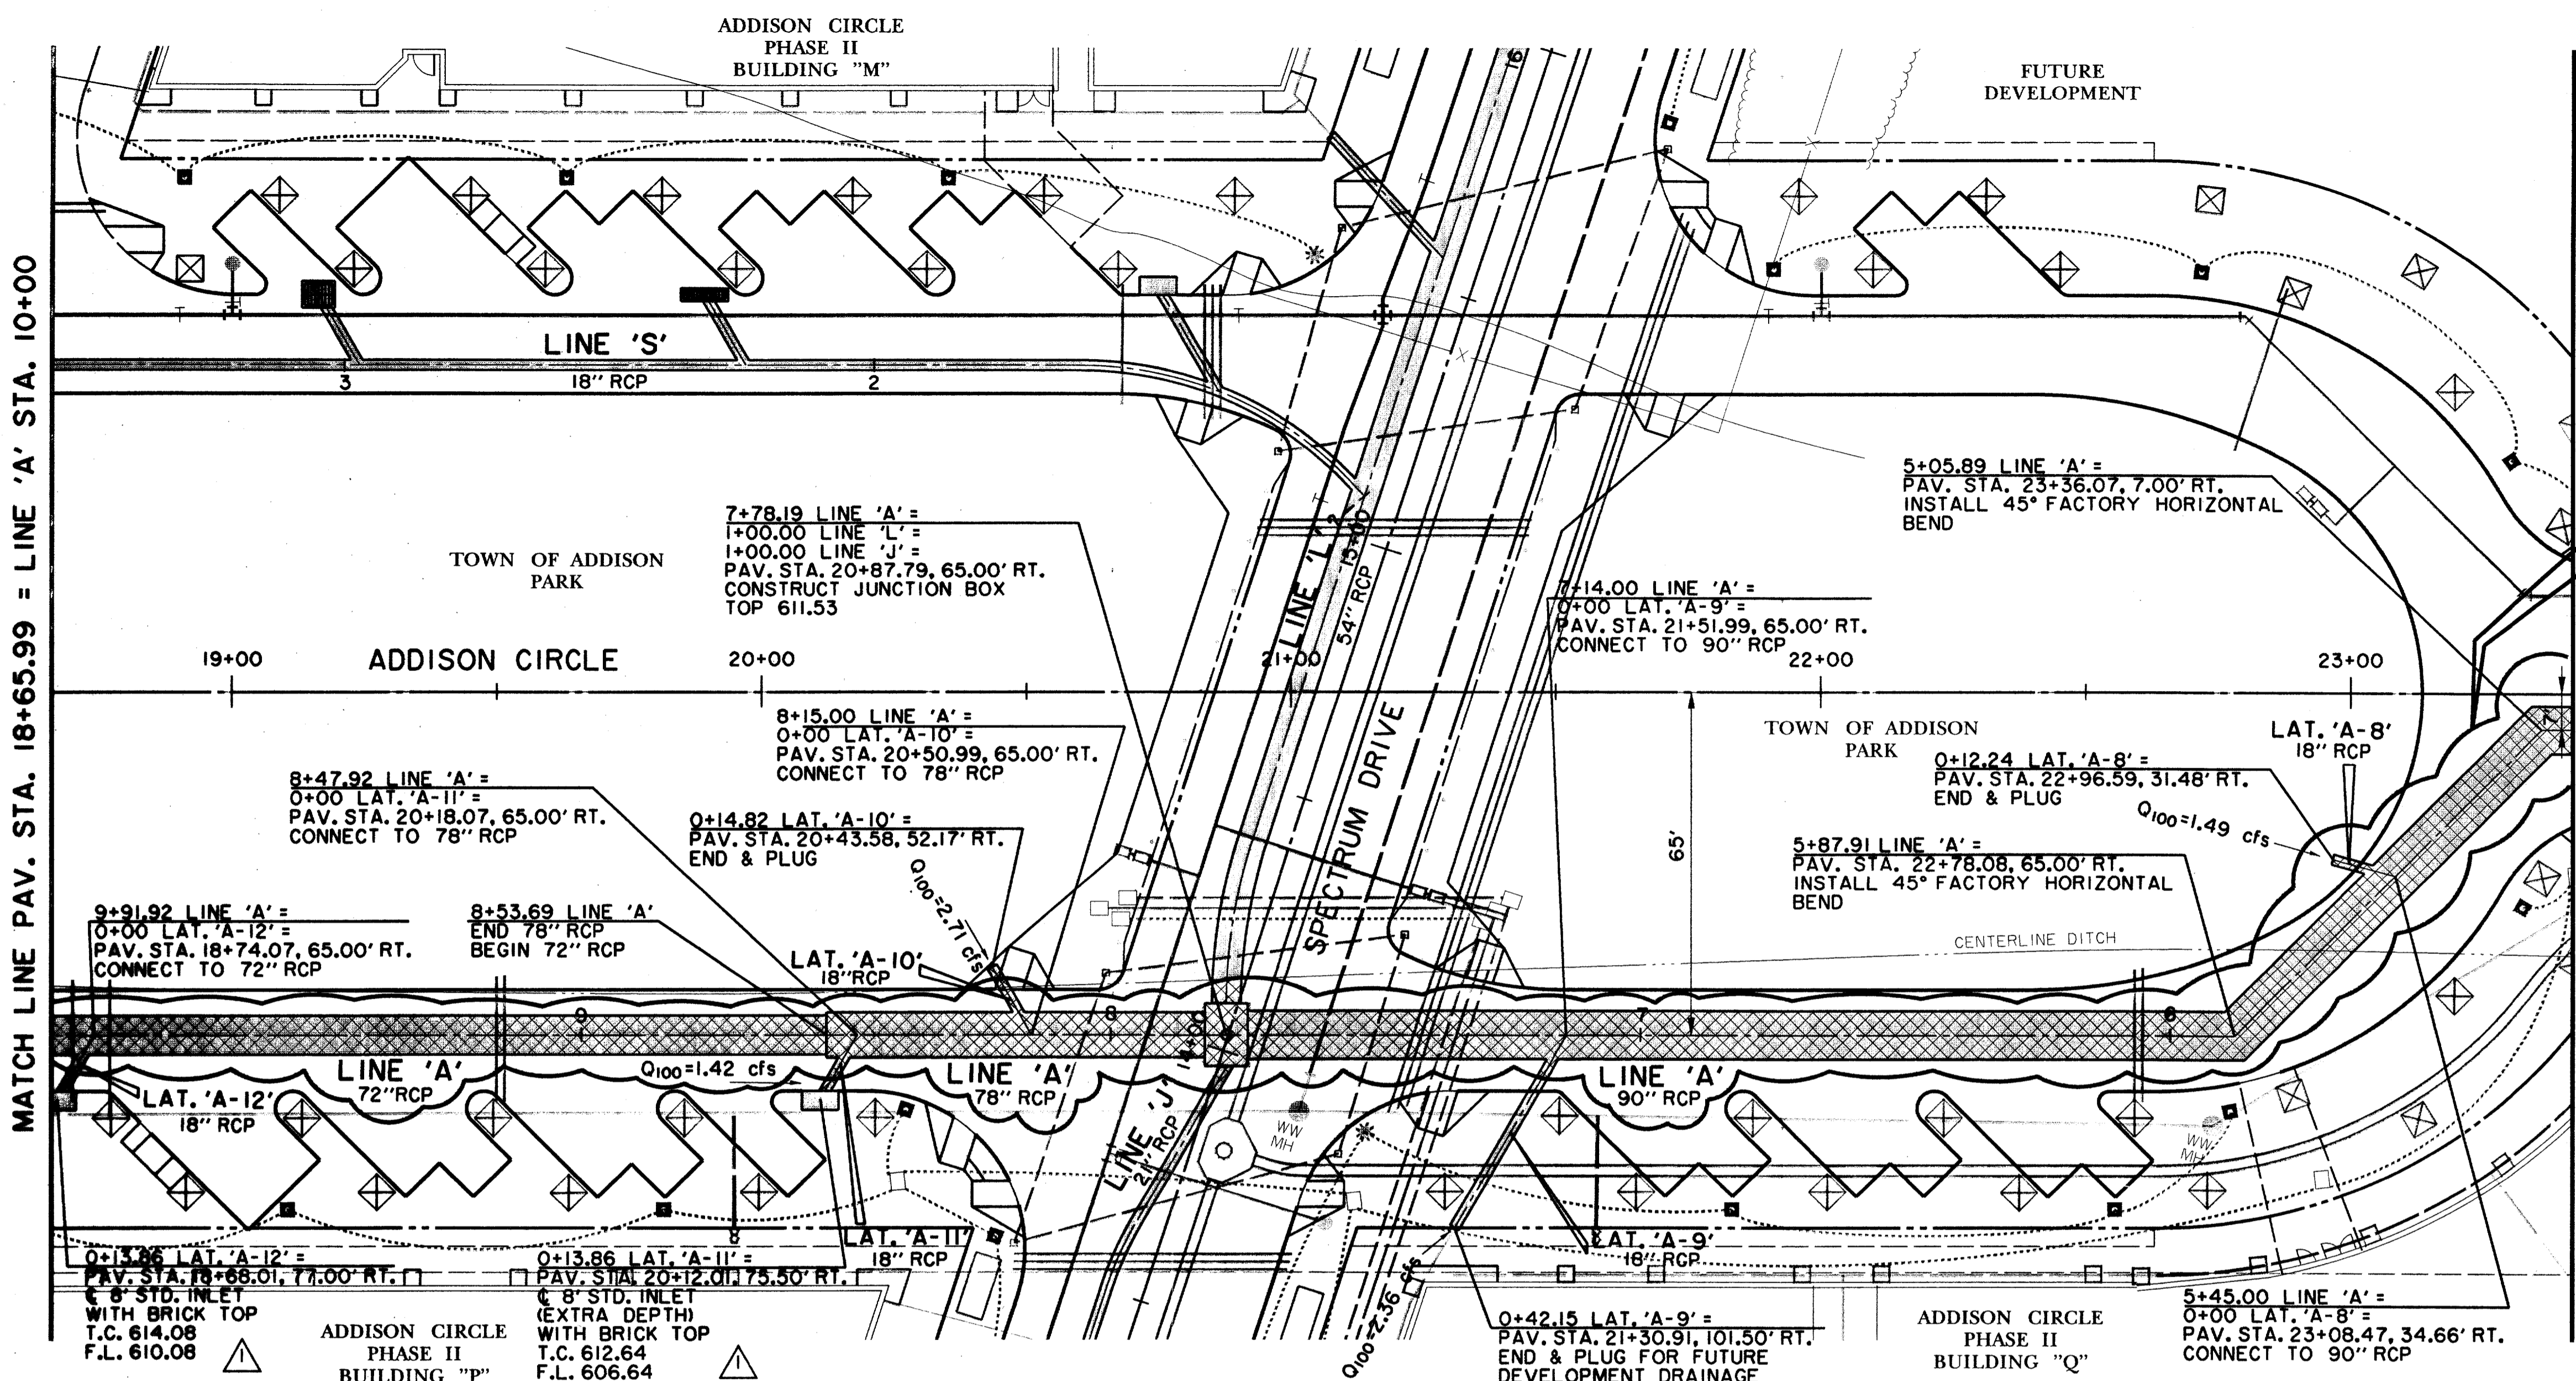 ADDISON CIRCLE
PHASE II
BUILDING "M"
FUTURE
DEVELOPMENT
16
MATCH LINE PAV. STA. 18+65.99 = LINE 'A' STA. 10+00
LINE 'S'
3
18" RCP
2
5+05.89 LINE 'A' =
PAV. STA. 23+36.07, 7.00' RT.
INSTALL 45° FACTORY HORIZONTAL
BEND
7+78.19 LINE 'A' =
1+00.00 LINE 'L' =
1+00.00 LINE 'J' =
PAV. STA. 20+87.79, 65.00' RT.
CONSTRUCT JUNCTION BOX
TOP 611.53
TOWN OF ADDISON
PARK
LINE 'L'
2
15+00
54" RCP
7+14.00 LINE 'A' =
0+00 LAT. 'A-9' =
PAV. STA. 21+51.99, 65.00' RT.
CONNECT TO 90" RCP
19+00
ADDISON CIRCLE
20+00
21+00
22+00
23+00
8+15.00 LINE 'A' =
0+00 LAT. 'A-10' =
PAV. STA. 20+50.99, 65.00' RT.
CONNECT TO 78" RCP
TOWN OF ADDISON
PARK
LAT. 'A-8'
18" RCP
7'
8+47.92 LINE 'A' =
0+00 LAT. 'A-11' =
PAV. STA. 20+18.07, 65.00' RT.
CONNECT TO 78" RCP
0+12.24 LAT. 'A-8' =
PAV. STA. 22+96.59, 31.48' RT.
END & PLUG
Q100=1.49 cfs
0+14.82 LAT. 'A-10' =
PAV. STA. 20+43.58, 52.17' RT.
END & PLUG
Q100=2.71 cfs
SPECTRUM DRIVE
65'
5+87.91 LINE 'A' =
PAV. STA. 22+78.08, 65.00' RT.
INSTALL 45° FACTORY HORIZONTAL
BEND
9+91.92 LINE 'A' =
0+00 LAT. 'A-12' =
PAV. STA. 18+74.07, 65.00' RT.
CONNECT TO 72" RCP
8+53.69 LINE 'A'
END 78" RCP
BEGIN 72" RCP
LAT. 'A-10'
18" RCP
CENTERLINE DITCH
9
8
14+00
7
6
LINE 'A'
72" RCP
Q100=1.42 cfs
LINE 'A'
78" RCP
LINE 'A'
90" RCP
LAT. 'A-12'
18" RCP
LINE 'J'
21" RCP
WW
MH
WW
MH
8
LAT. 'A-11'
18" RCP
8
LAT. 'A-9'
18" RCP
Q100=2.36 cfs
0+13.86 LAT. 'A-12' =
PAV. STA. 18+68.01, 77.00' RT.
℄ 8' STD. INLET
WITH BRICK TOP
T.C. 614.08
F.L. 610.08
1
ADDISON CIRCLE
PHASE II
BUILDING "P"
0+13.86 LAT. 'A-11' =
PAV. STA. 20+12.01, 75.50' RT.
℄ 8' STD. INLET
(EXTRA DEPTH)
WITH BRICK TOP
T.C. 612.64
F.L. 606.64
1
0+42.15 LAT. 'A-9' =
PAV. STA. 21+30.91, 101.50' RT.
END & PLUG FOR FUTURE
DEVELOPMENT DRAINAGE
ADDISON CIRCLE
PHASE II
BUILDING "Q"
5+45.00 LINE 'A' =
0+00 LAT. 'A-8' =
PAV. STA. 23+08.47, 34.66' RT.
CONNECT TO 90" RCP